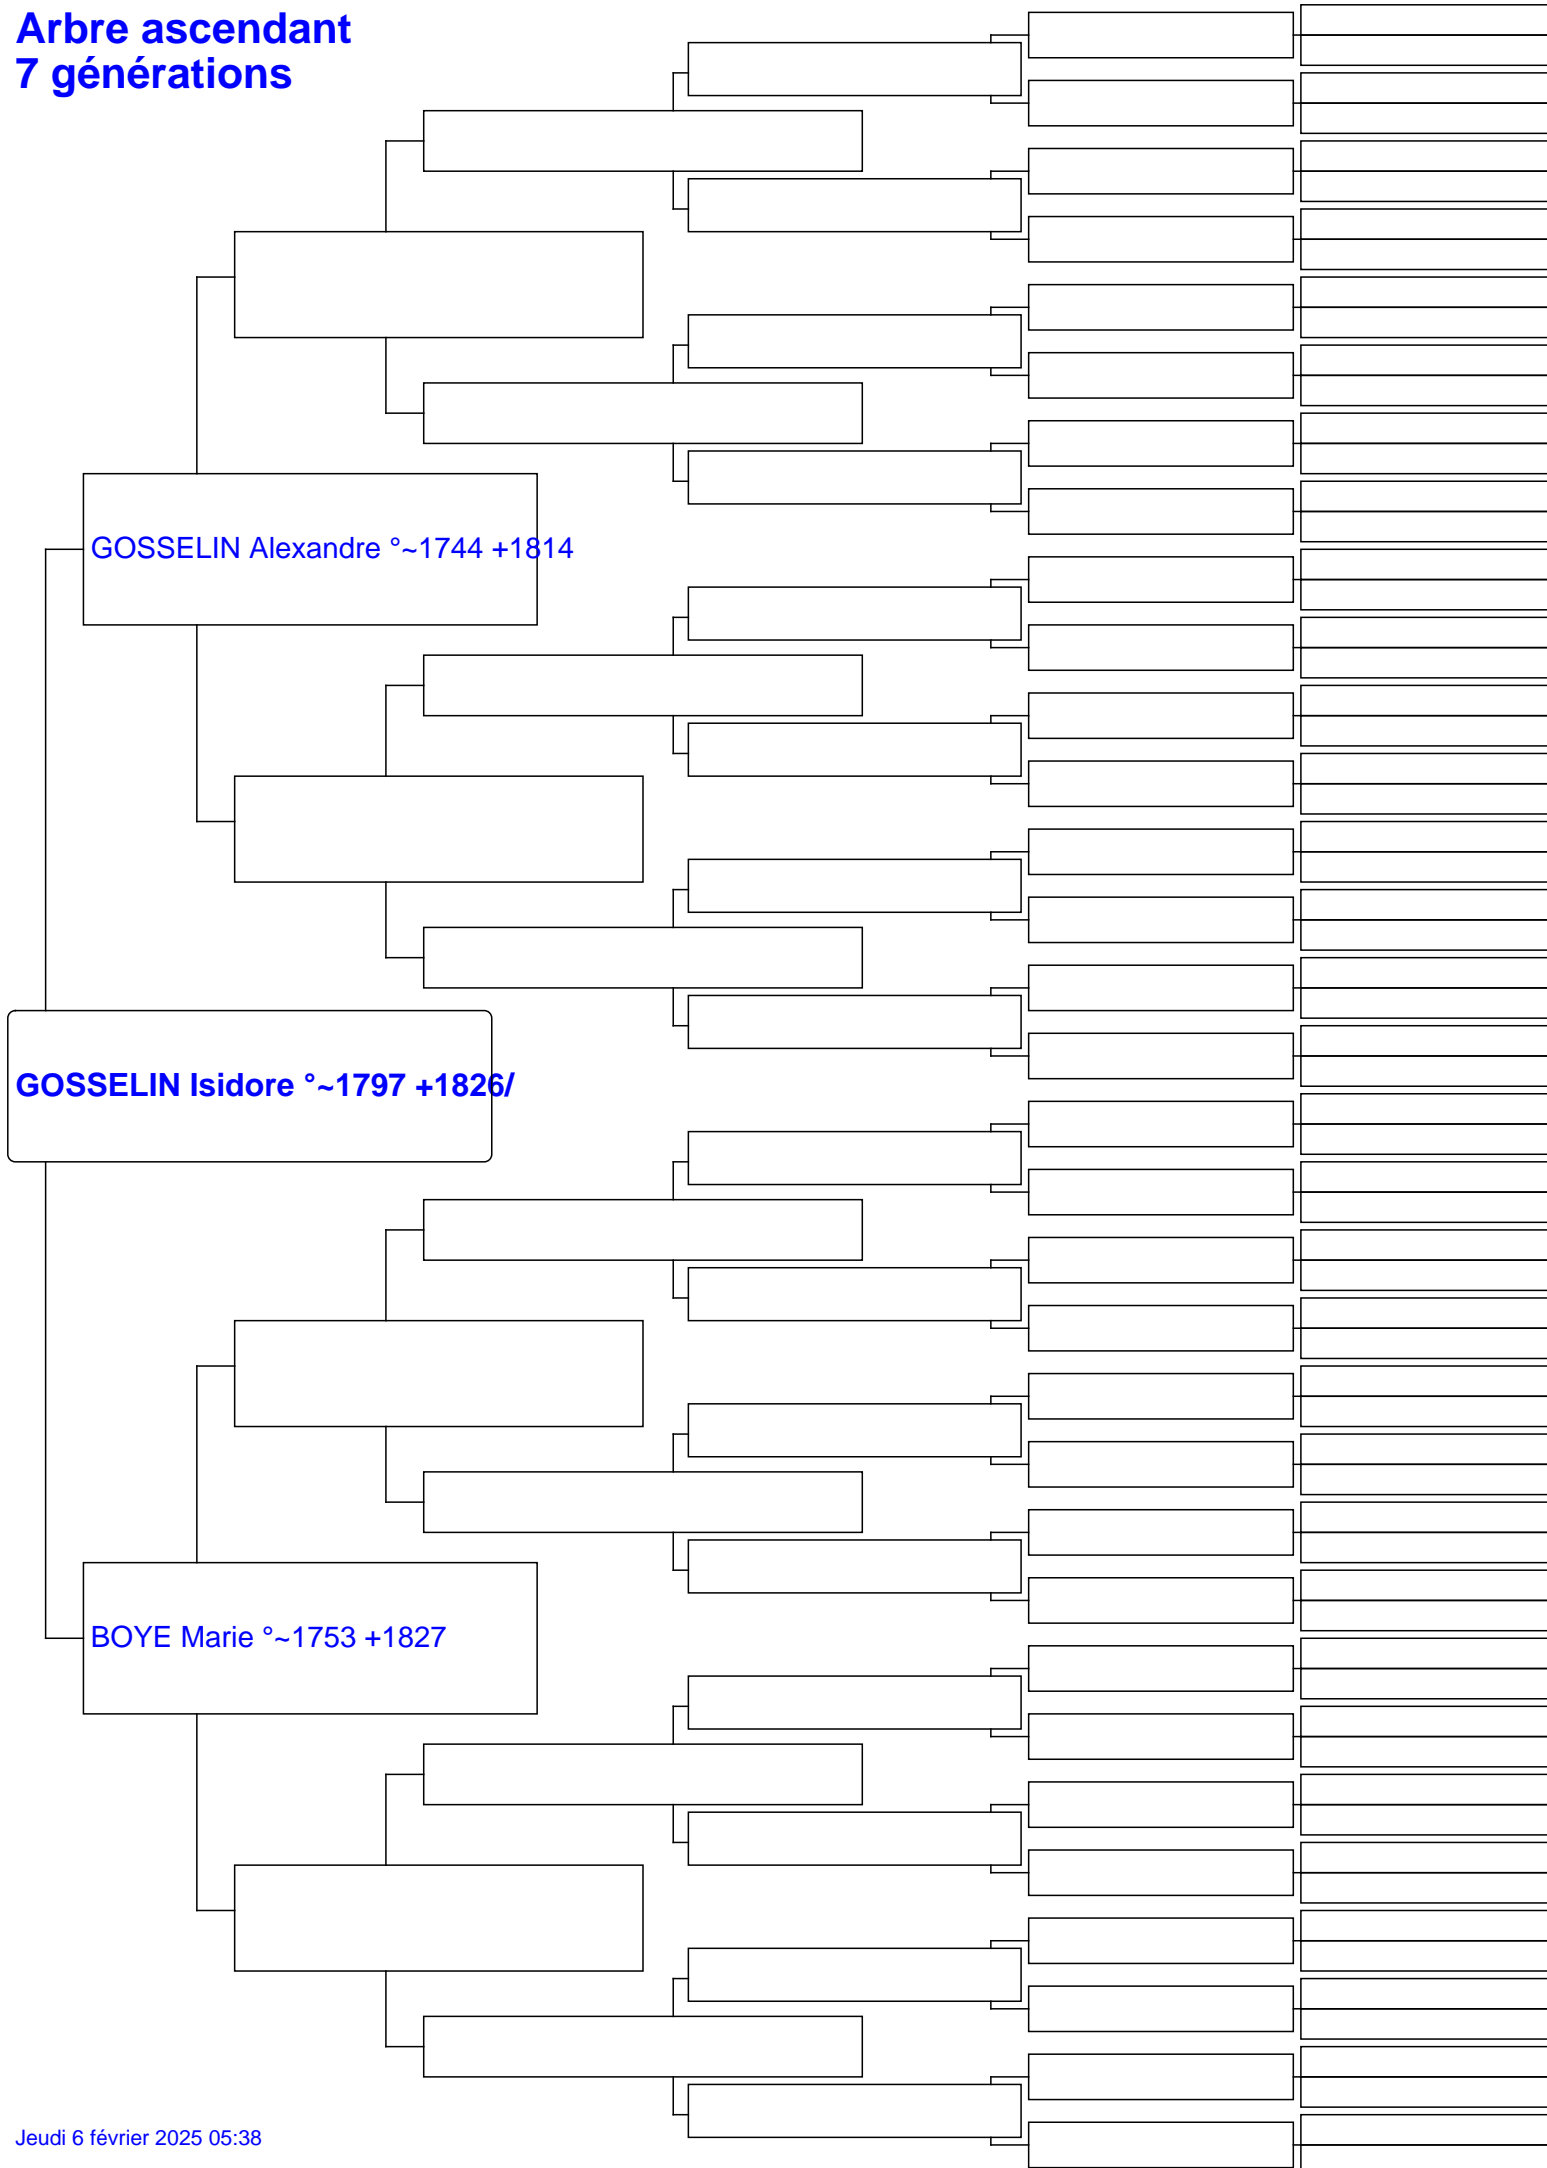 Arbre ascendant
7 générations
GOSSELIN Alexandre °~1744 +1814
GOSSELIN Isidore °~1797 +1826/
BOYE Marie °~1753 +1827
Jeudi 6 février 2025 05:38